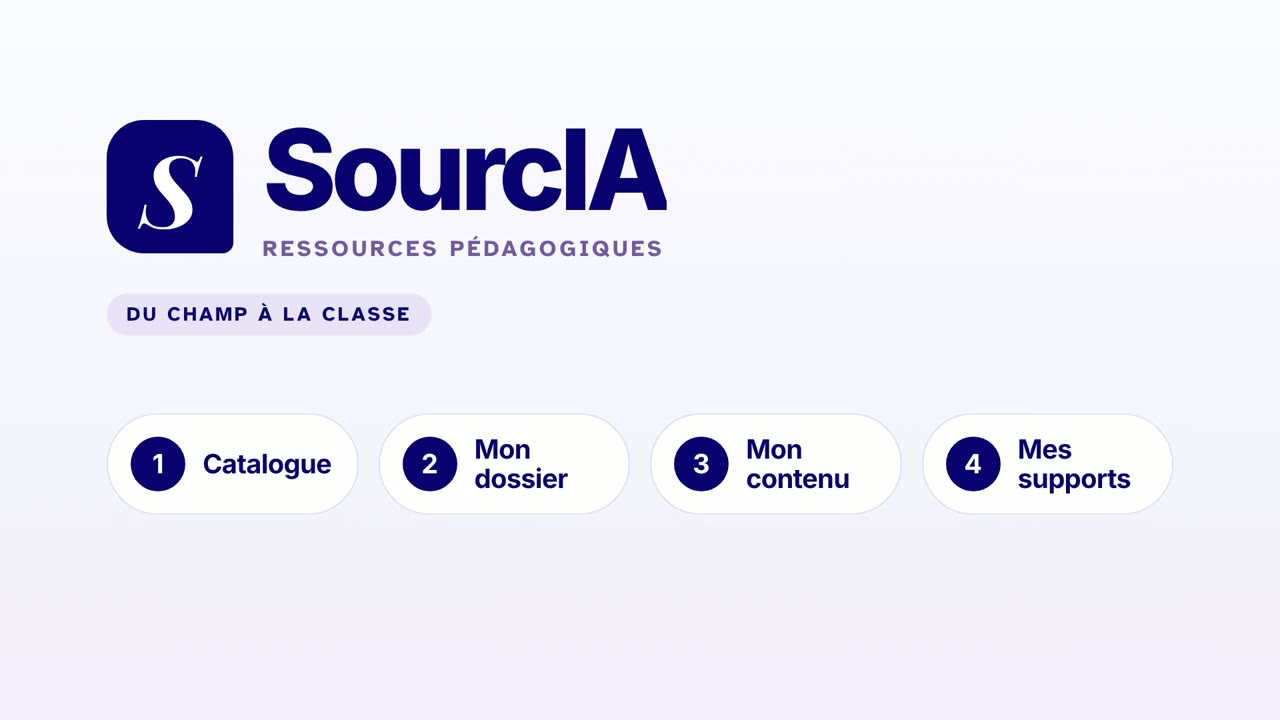 S
SourcIA
RESSOURCES PÉDAGOGIQUES
DU CHAMP À LA CLASSE
1 Catalogue
2 Mon
dossier
3 Mon
contenu
4 Mes
supports